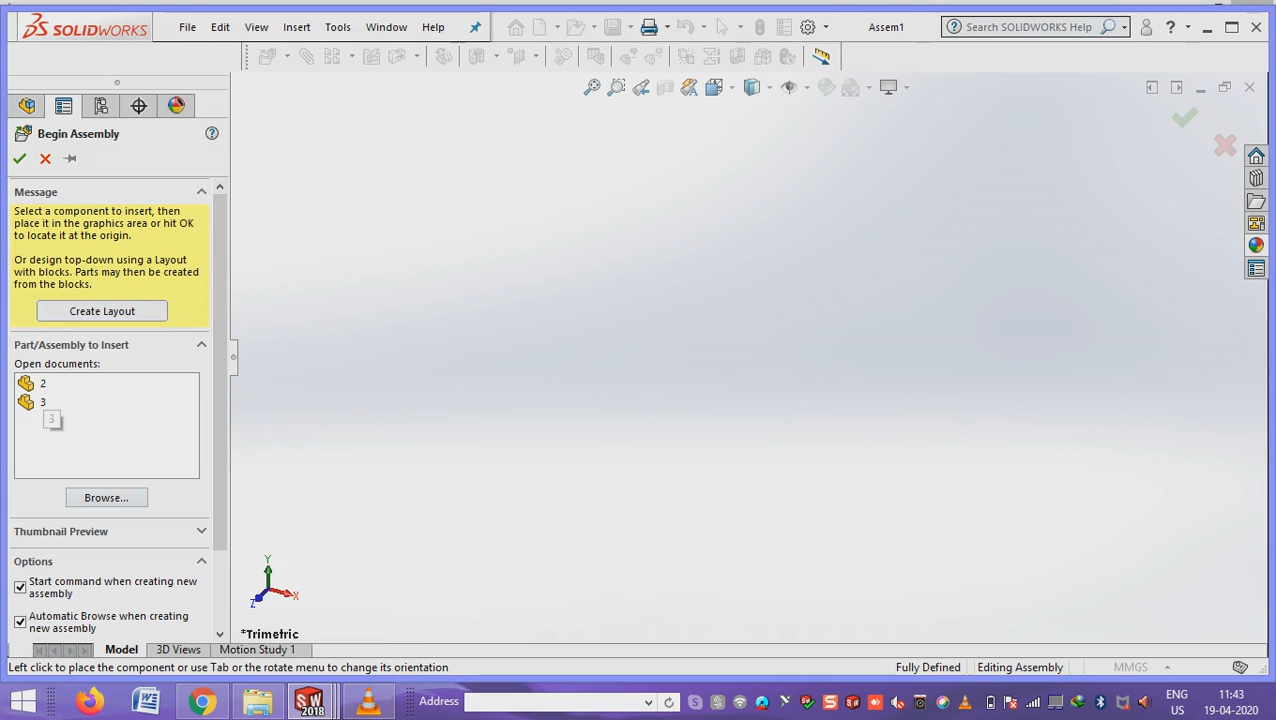 SOLIDWORKS File Edit View Insert Tools Window Help Assem1 Search SOLIDWORKS Help ?
Begin Assembly
Message
Select a component to insert, then
place it in the graphics area or hit OK
to locate it at the origin.
Or design top-down using a Layout
with blocks. Parts may then be created
from the blocks.
Create Layout
Part/Assembly to Insert
Open documents:
2
3
3
Browse...
Thumbnail Preview
Options
Start command when creating new
assembly
Automatic Browse when creating
new assembly
Y
X
Z
*Trimetric
Model 3D Views Motion Study 1
Left click to place the component or use Tab or the rotate menu to change its orientation Fully Defined Editing Assembly MMGS
SW 2018 Address ENG 11:43
US 19-04-2020